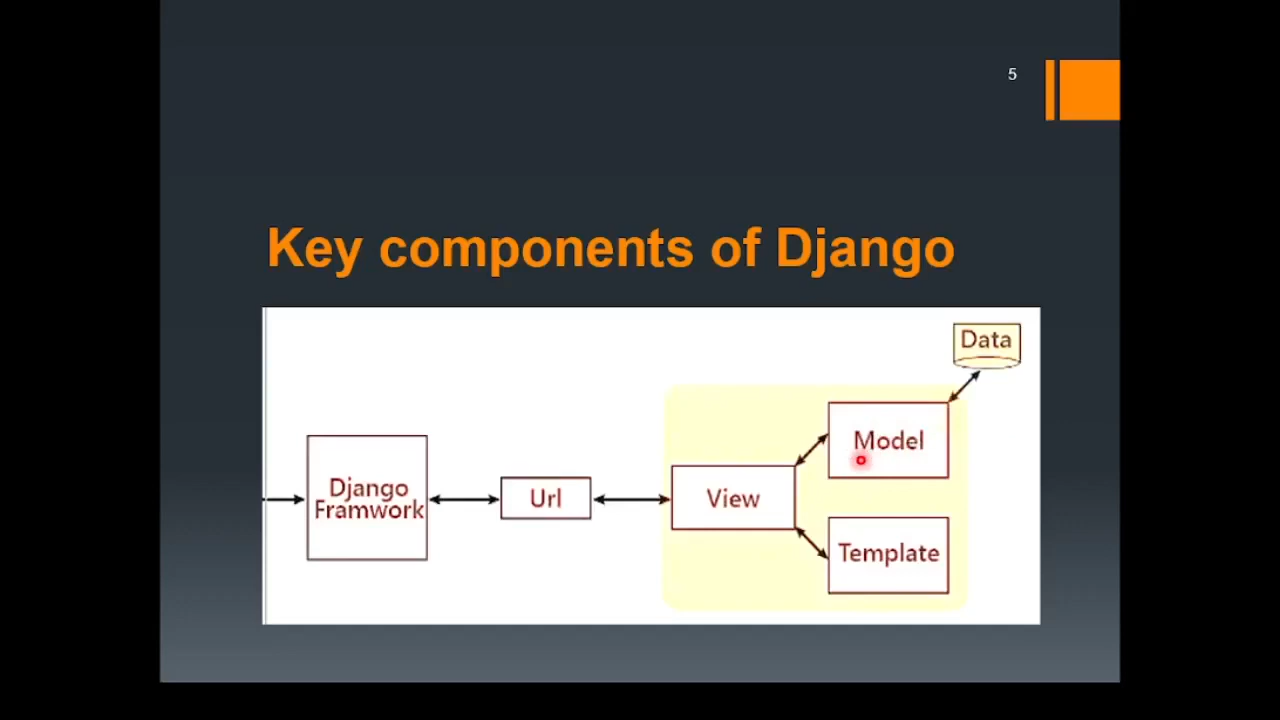 5
Key components of Django
Data
Model
Django
Framwork
Url
View
Template